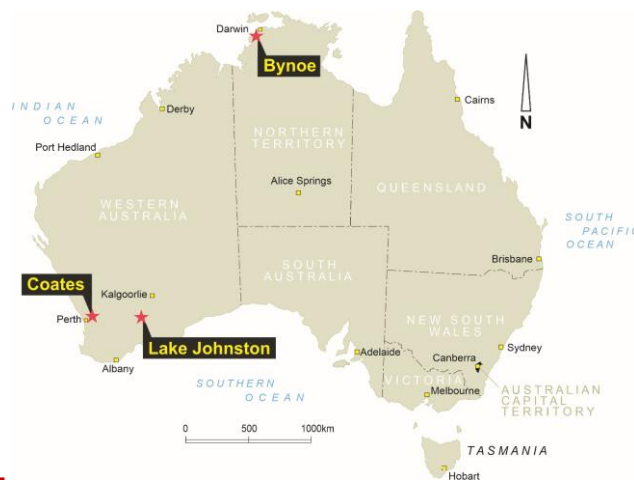 Darwin
Bynoe
INDIAN
OCEAN
Derby
Cairns
N
Port Hedland
NORTHERN
TERRITORY
Alice Springs
QUEENSLAND
WESTERN
AUSTRALIA
SOUTH
PACIFIC
OCEAN
SOUTH
AUSTRALIA
Brisbane
Coates
Kalgoorlie
Perth
Lake Johnston
NEW SOUTH
WALES
Albany
Adelaide
Sydney
Canberra
SOUTHERN
OCEAN
VICTORIA
AUSTRALIAN
CAPITAL
TERRITORY
Melbourne
0 500 1000km
TASMANIA
Hobart